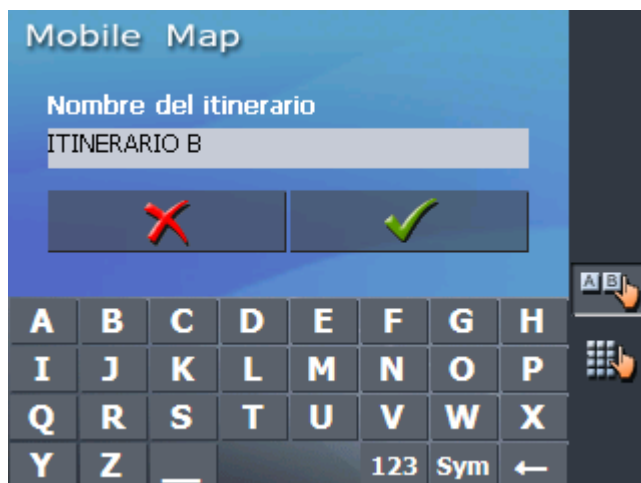 Mobile Map
Nombre del itinerario
ITINERARIO B
A B
A B C D E F G H
I J K L M N O P
Q R S T U V W X
Y Z _ 123 Sym ←